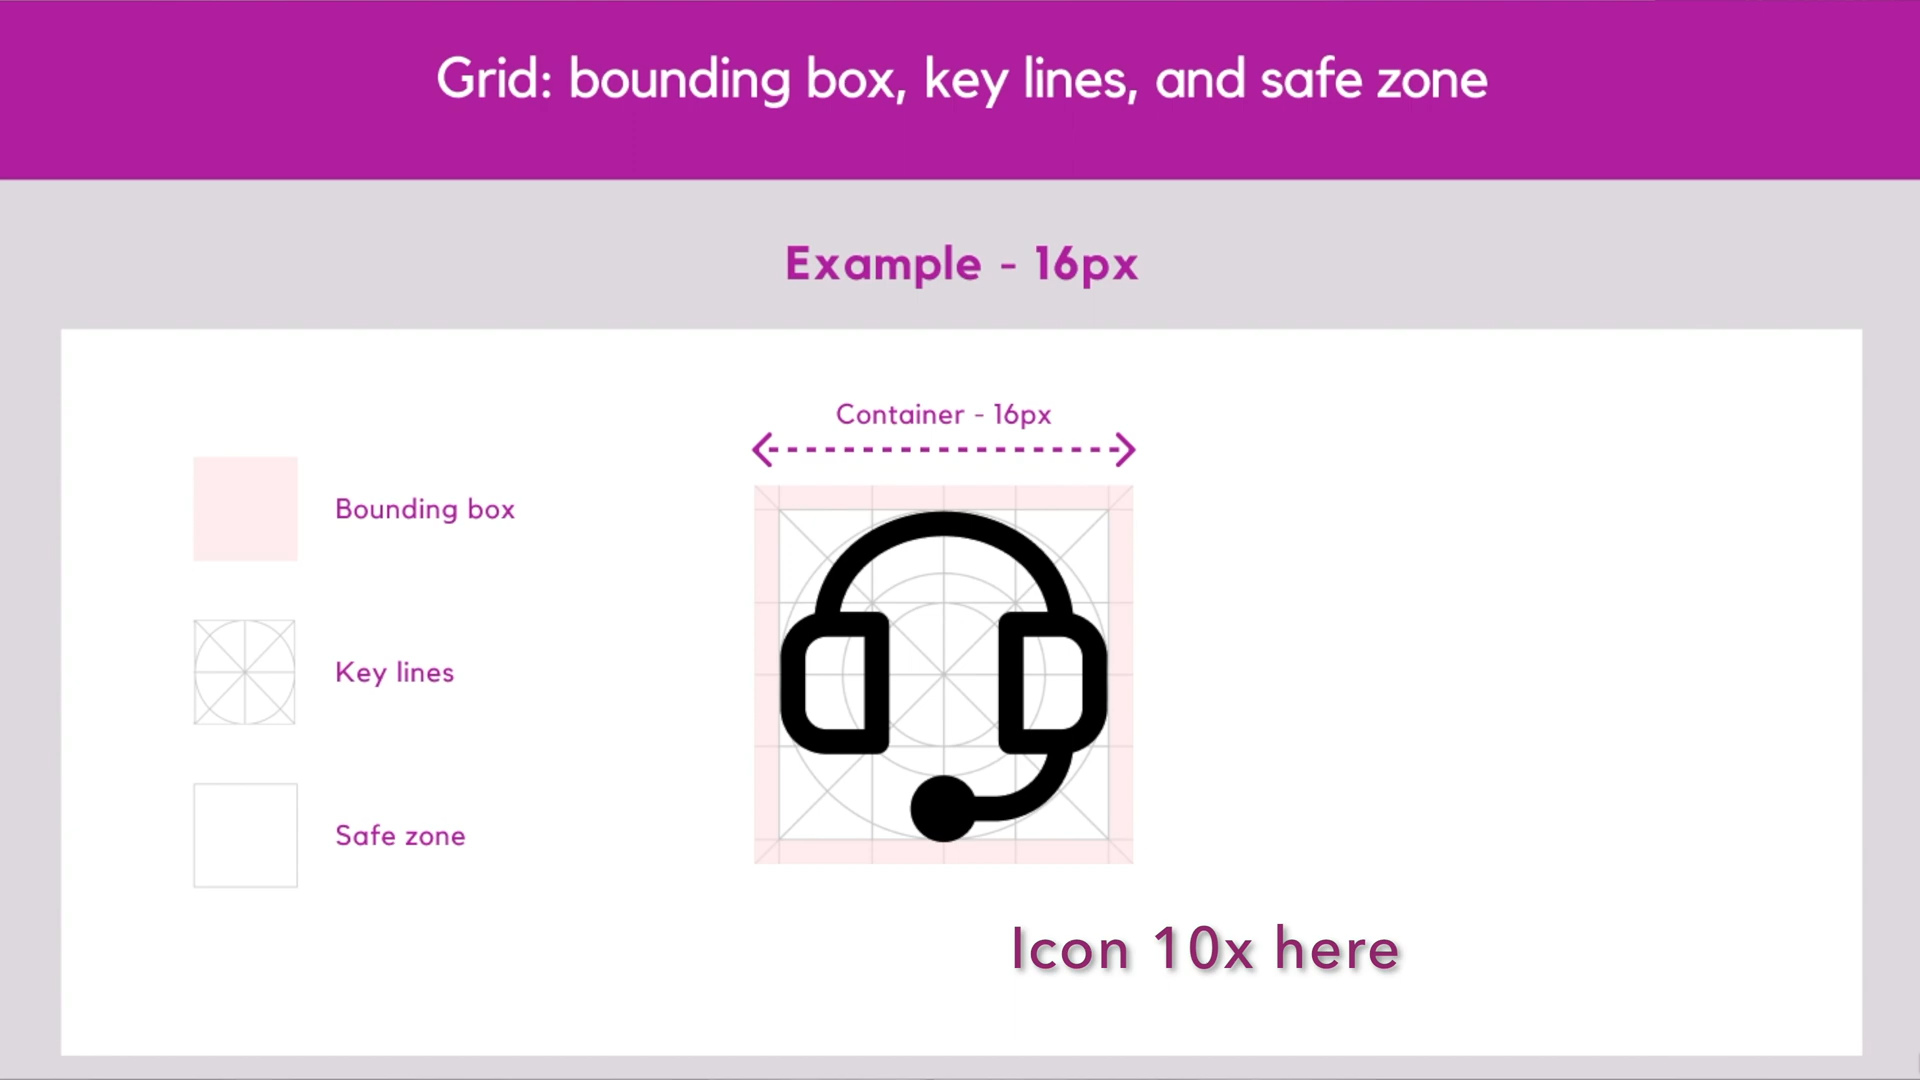 Grid: bounding box, key lines, and safe zone
Example - 16px
Container - 16px
Bounding box
Key lines
Safe zone
Icon 10x here